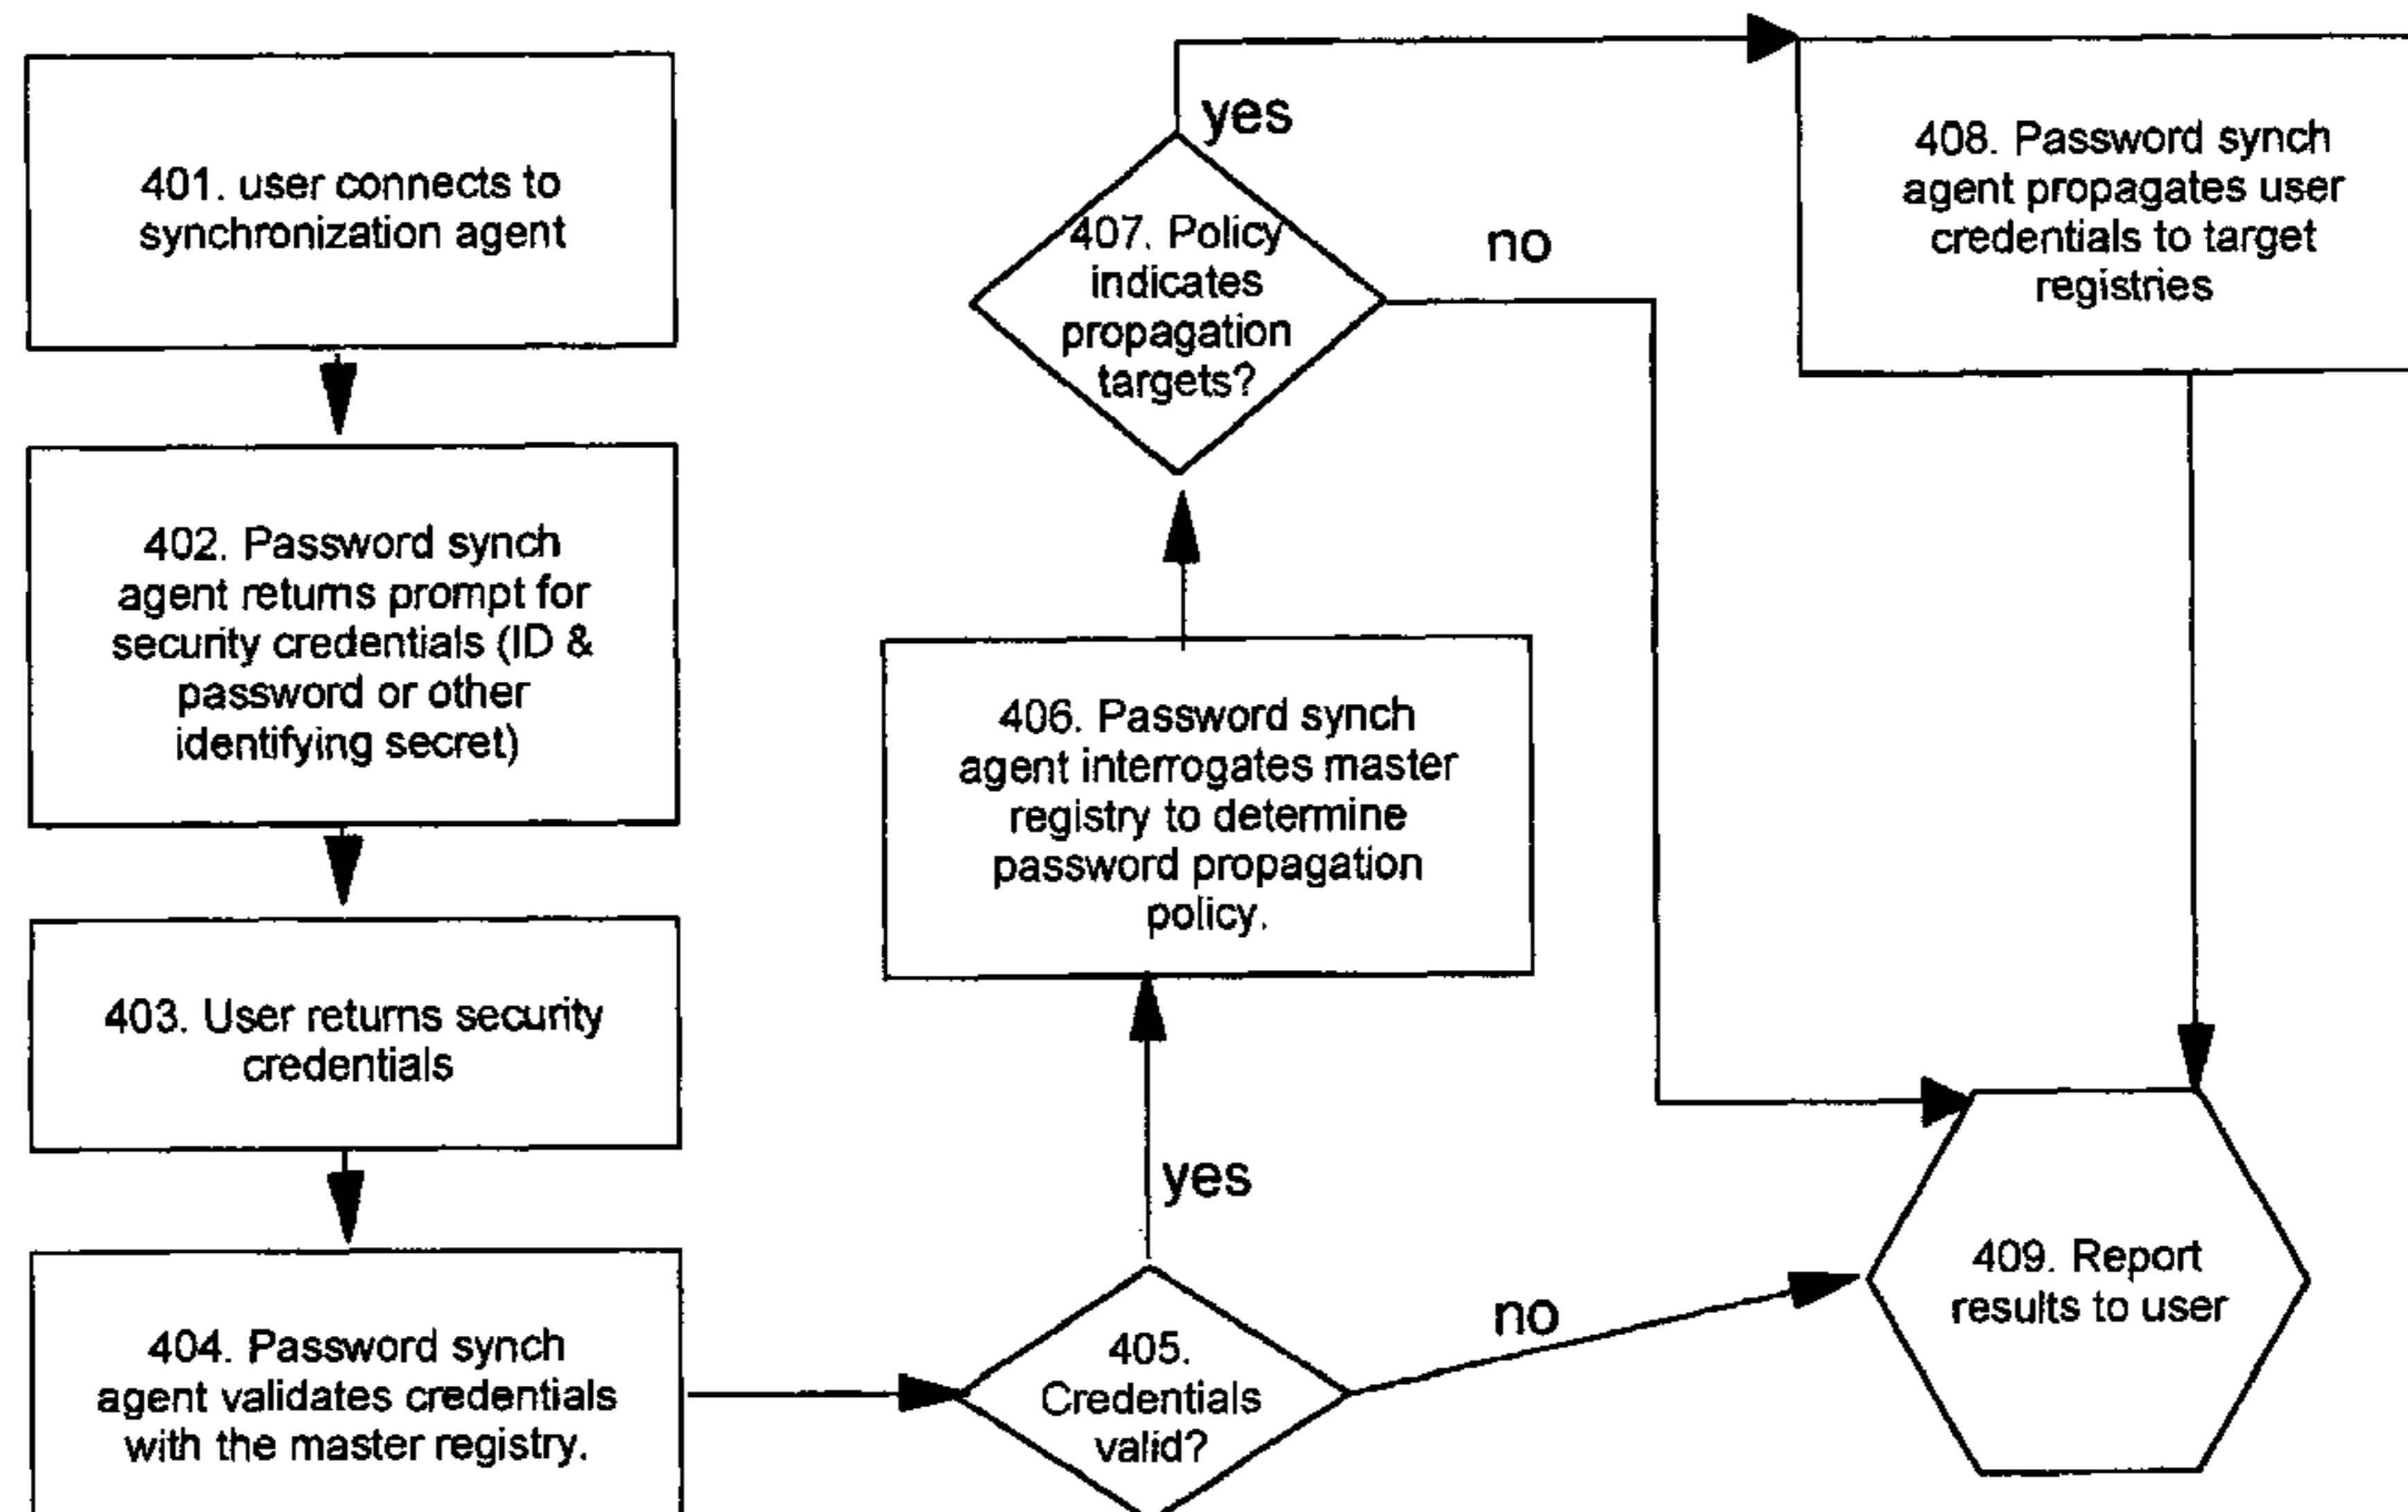 401. user connects to
synchronization agent
402. Password synch
agent returns prompt for
security credentials (ID &
password or other
identifying secret)
403. User returns security
credentials
404. Password synch
agent validates credentials
with the master registry.
405.
Credentials
valid?
yes
no
406. Password synch
agent interrogates master
registry to determine
password propagation
policy.
407. Policy
indicates
propagation
targets?
yes
no
408. Password synch
agent propagates user
credentials to target
registries
409. Report
results to user